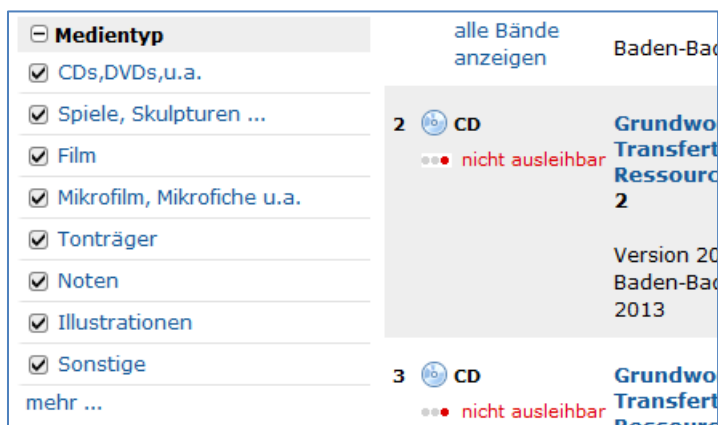 Medientyp
CDs,DVDs,u.a.
Spiele, Skulpturen ...
Film
Mikrofilm, Mikrofiche u.a.
Tonträger
Noten
Illustrationen
Sonstige
mehr ...
alle Bände
anzeigen
2 CD
nicht ausleihbar
2
Version
2013
3 CD
nicht ausleihbar